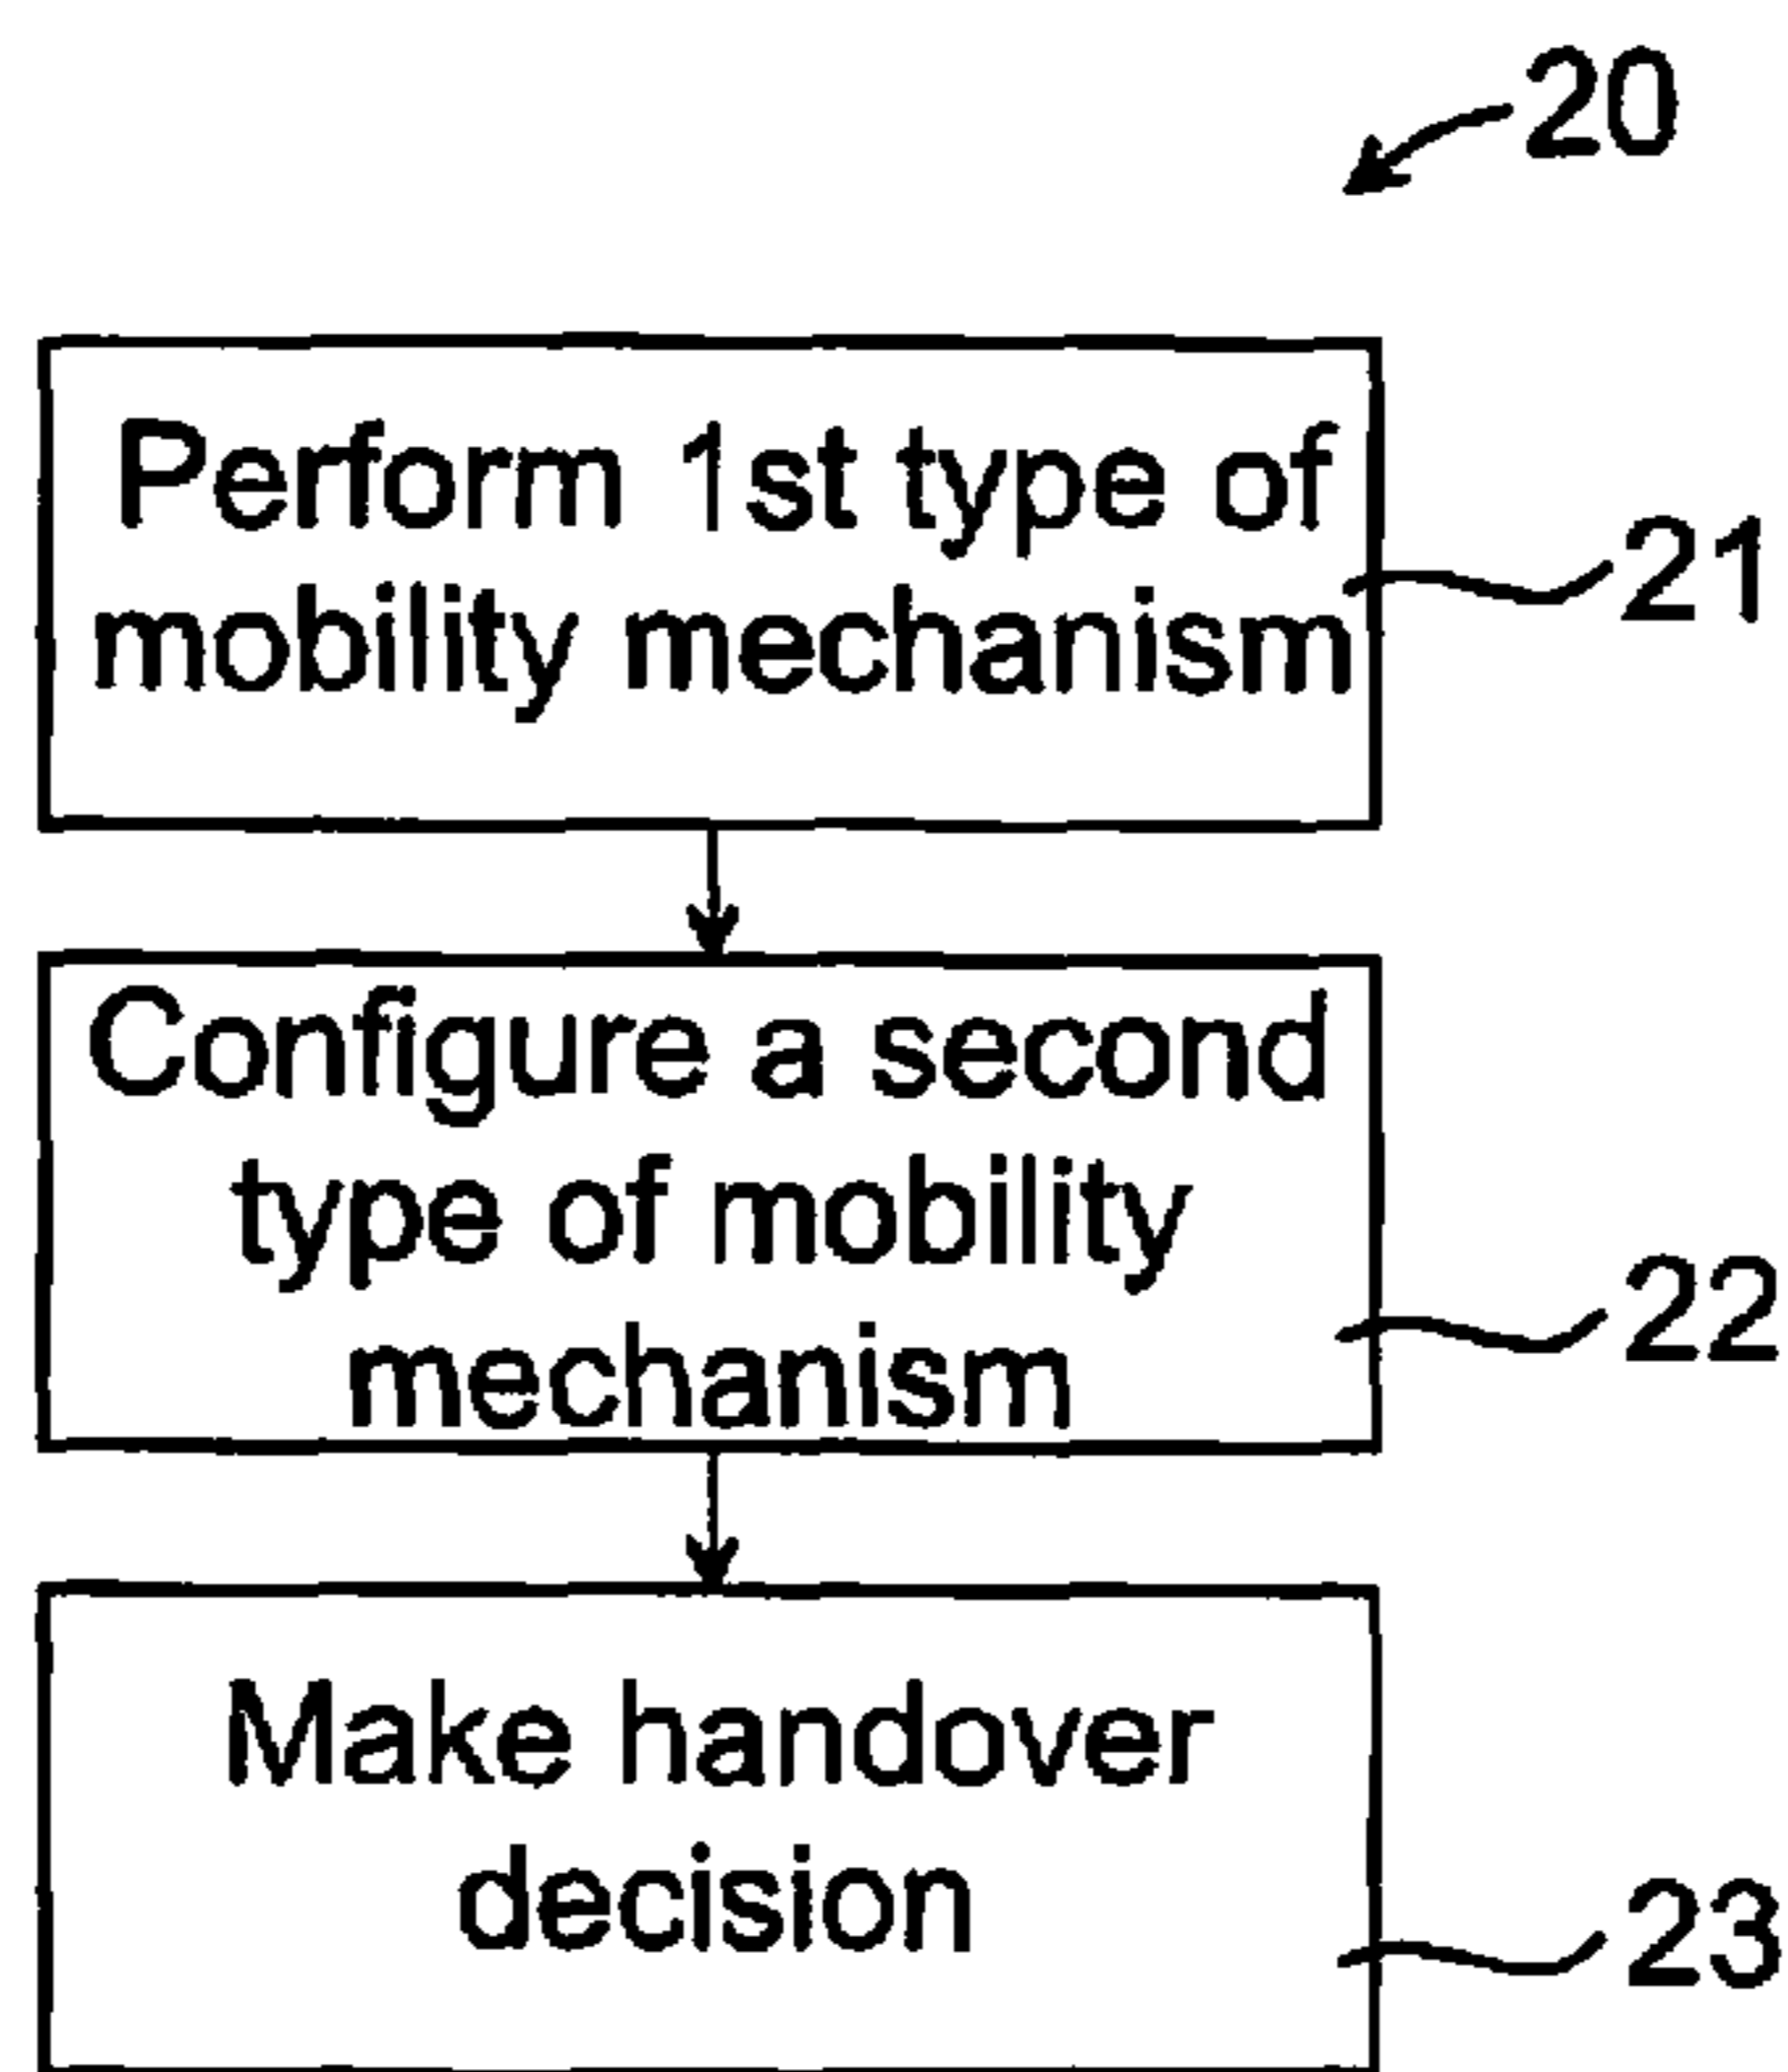 20
Perform 1st type of
mobility mechanism
21
Configure a second
type of mobility
mechanism
22
Make handover
decision
23